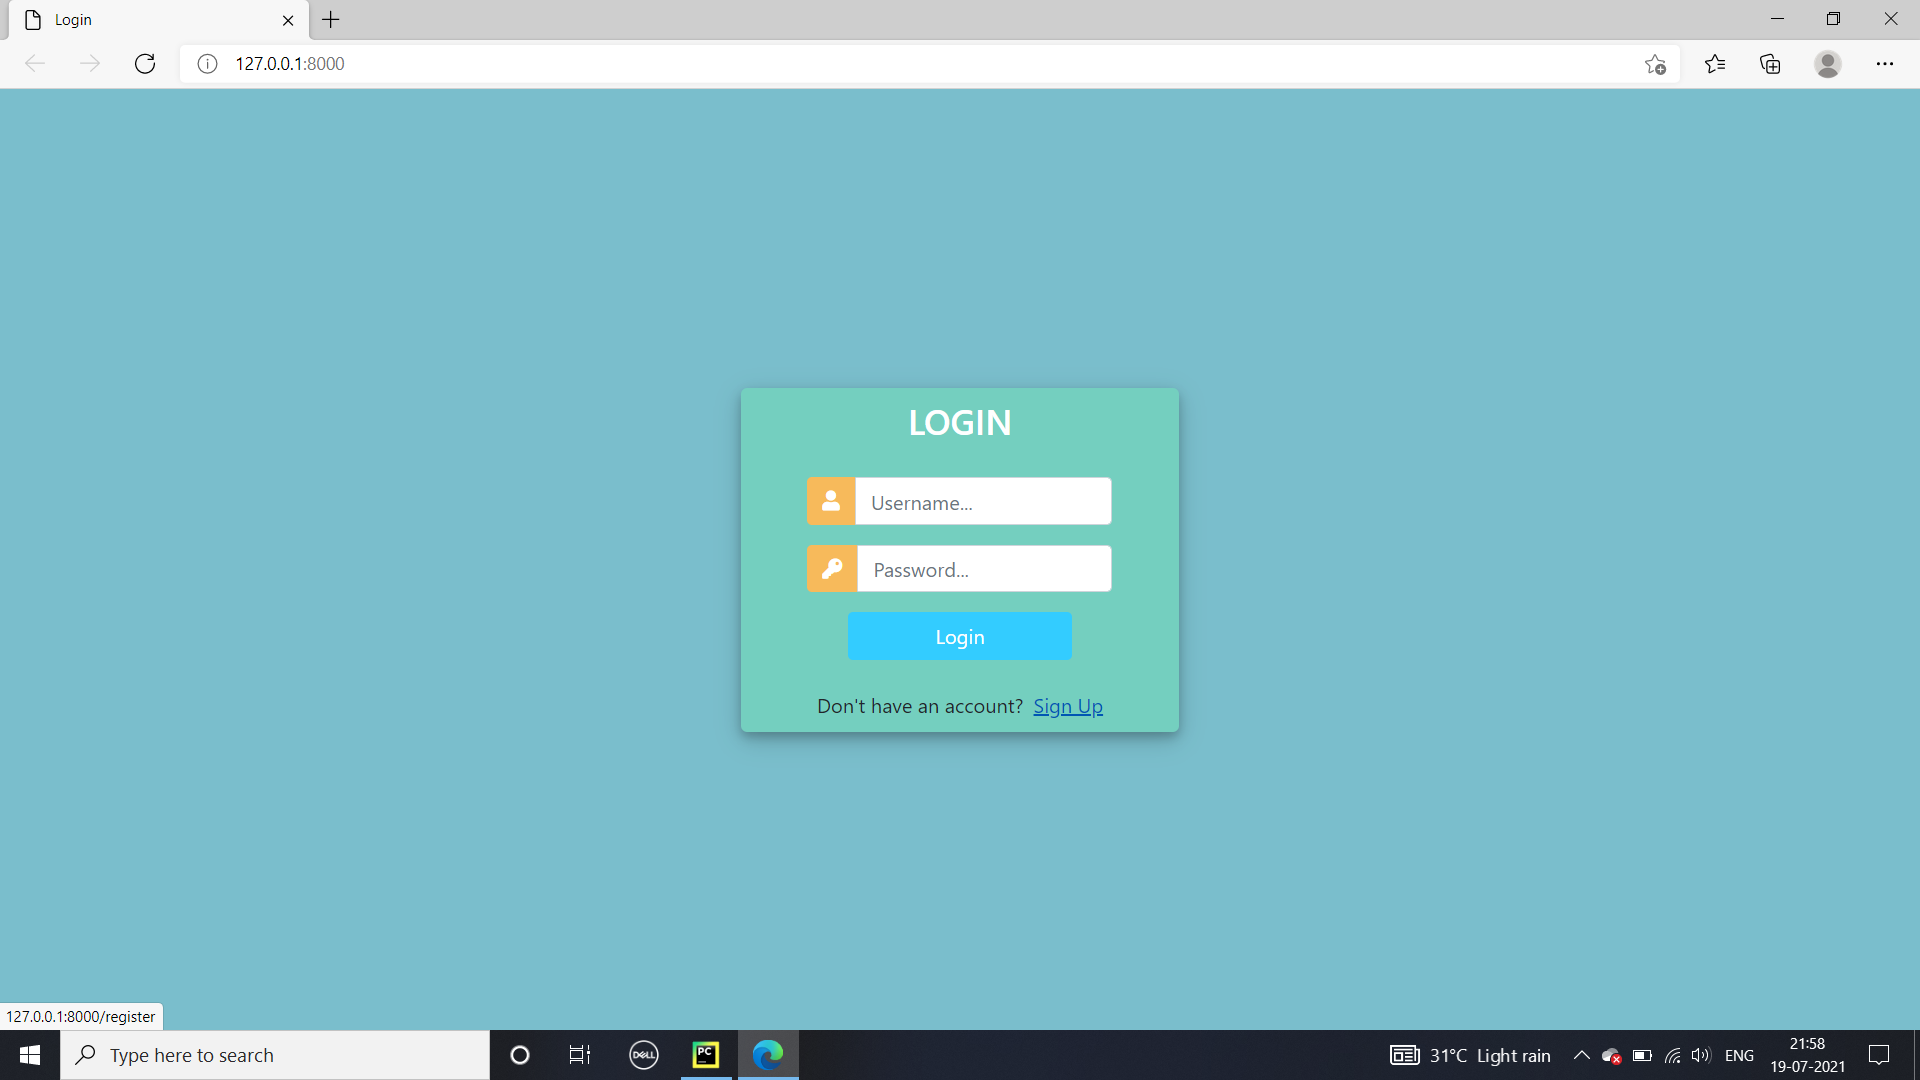 Login
127.0.0.1:8000
LOGIN
Username...
Password...
Login
Don't have an account? Sign Up
127.0.0.1:8000/register
Type here to search
DELL
PC
31°C Light rain
ENG
21:58
19-07-2021